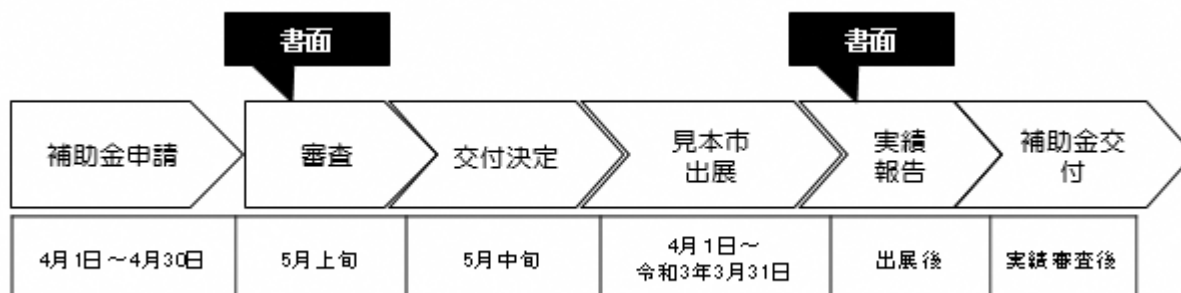 書面
書面
補助金申請
審査
交付決定
見本市
出展
実績
報告
補助金交
付
4月1日～4月30日
5月上旬
5月中旬
4月1日～
令和3年3月31日
出展後
実績審査後